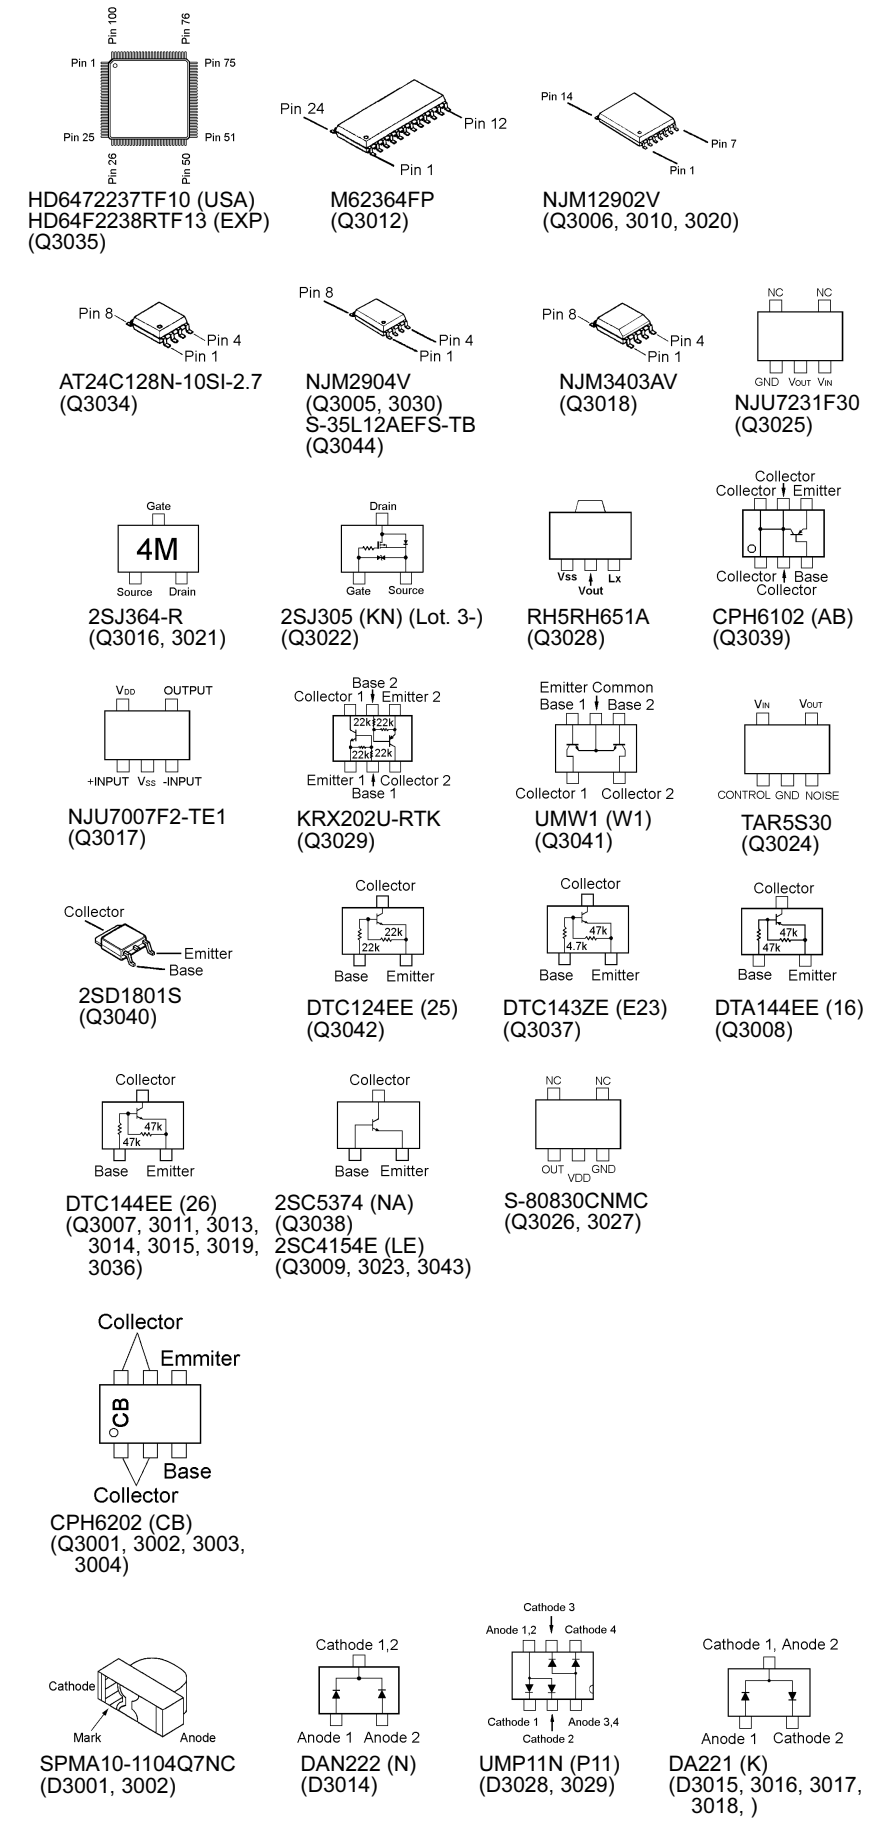 Pin 100
Pin 76
Pin 1
Pin 75
Pin 25
Pin 51
Pin 26
Pin 50
HD6472237TF10 (USA)
HD64F2238RTF13 (EXP)
(Q3035)
Pin 24
Pin 12
Pin 1
M62364FP
(Q3012)
Pin 14
Pin 7
Pin 1
NJM12902V
(Q3006, 3010, 3020)
Pin 8
Pin 4
Pin 1
AT24C128N-10SI-2.7
(Q3034)
Pin 8
Pin 4
Pin 1
NJM2904V
(Q3005, 3030)
S-35L12AEFS-TB
(Q3044)
Pin 8
Pin 4
Pin 1
NJM3403AV
(Q3018)
NC NC
GND VOUT VIN
NJU7231F30
(Q3025)
Gate
4M
Source Drain
2SJ364-R
(Q3016, 3021)
Drain
Gate Source
2SJ305 (KN) (Lot. 3-)
(Q3022)
Vss Lx
Vout
RH5RH651A
(Q3028)
Collector
Collector Emitter
Collector Base
Collector
CPH6102 (AB)
(Q3039)
VDD OUTPUT
+INPUT VSS -INPUT
NJU7007F2-TE1
(Q3017)
Base 2
Collector 1 Emitter 2
22k 22k
22k 22k
Emitter 1 Collector 2
Base 1
KRX202U-RTK
(Q3029)
Emitter Common
Base 1 Base 2
Collector 1 Collector 2
UMW1 (W1)
(Q3041)
VIN VOUT
CONTROL GND NOISE
TAR5S30
(Q3024)
Collector
Emitter
Base
2SD1801S
(Q3040)
Collector
22k
22k
Base Emitter
DTC124EE (25)
(Q3042)
Collector
47k
4.7k
Base Emitter
DTC143ZE (E23)
(Q3037)
Collector
47k
47k
Base Emitter
DTA144EE (16)
(Q3008)
Collector
47k
47k
Base Emitter
DTC144EE (26)
(Q3007, 3011, 3013,
3014, 3015, 3019,
3036)
Collector
Base Emitter
2SC5374 (NA)
(Q3038)
2SC4154E (LE)
(Q3009, 3023, 3043)
NC NC
OUT GND
VDD
S-80830CNMC
(Q3026, 3027)
Collector
Emmiter
CB
Base
Collector
CPH6202 (CB)
(Q3001, 3002, 3003,
3004)
Cathode
Mark
Anode
SPMA10-1104Q7NC
(D3001, 3002)
Cathode 1,2
Anode 1 Anode 2
DAN222 (N)
(D3014)
Cathode 3
Anode 1,2 Cathode 4
Cathode 1 Anode 3,4
Cathode 2
UMP11N (P11)
(D3028, 3029)
Cathode 1, Anode 2
Anode 1 Cathode 2
DA221 (K)
(D3015, 3016, 3017,
3018, )